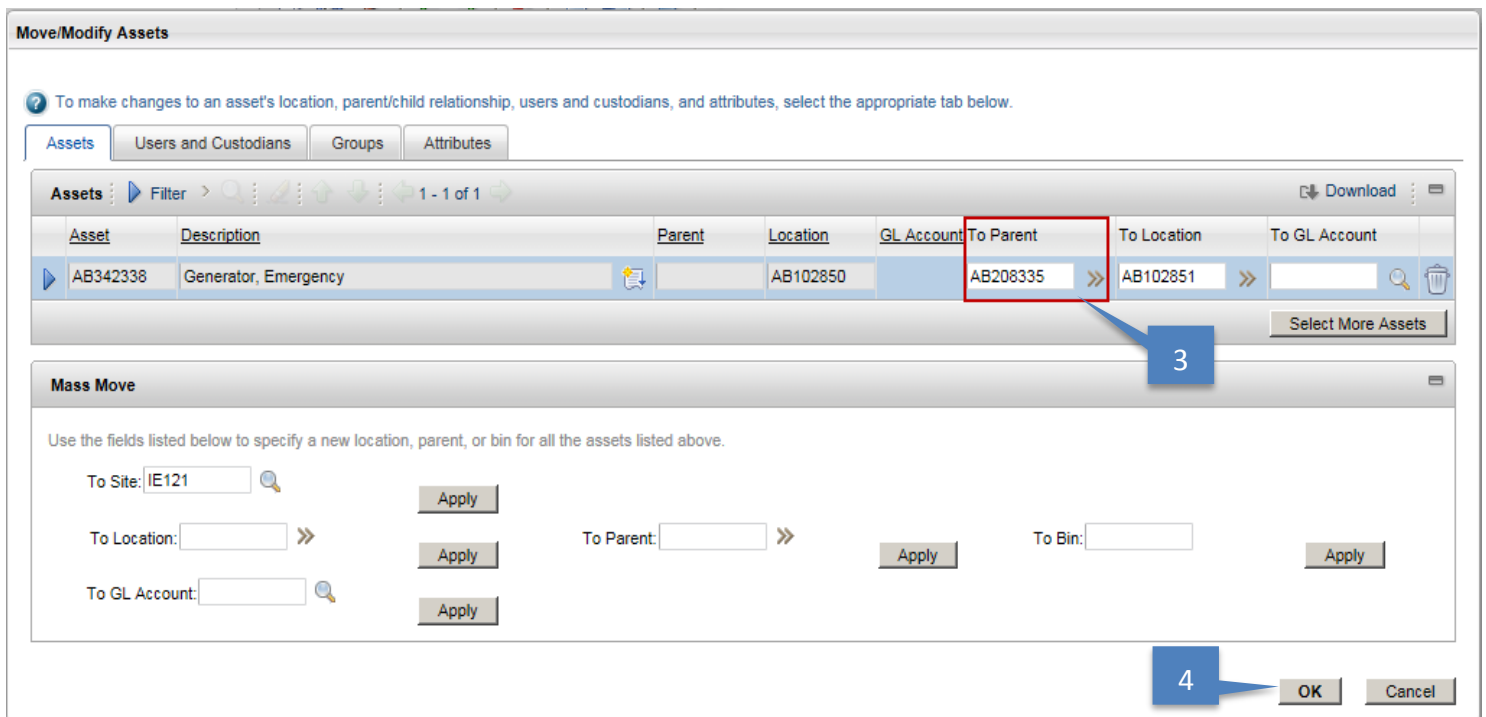 Move/Modify Assets
To make changes to an asset's location, parent/child relationship, users and custodians, and attributes, select the appropriate tab below.
Assets Users and Custodians Groups Attributes
Assets Filter 1 - 1 of 1 Download
Asset Description Parent Location GL Account To Parent To Location To GL Account
AB342338 Generator, Emergency AB102850 AB208335 AB102851
Select More Assets
3
Mass Move
Use the fields listed below to specify a new location, parent, or bin for all the assets listed above.
To Site: IE121
Apply
To Location: To Parent: To Bin:
Apply Apply Apply
To GL Account:
Apply
4
OK Cancel